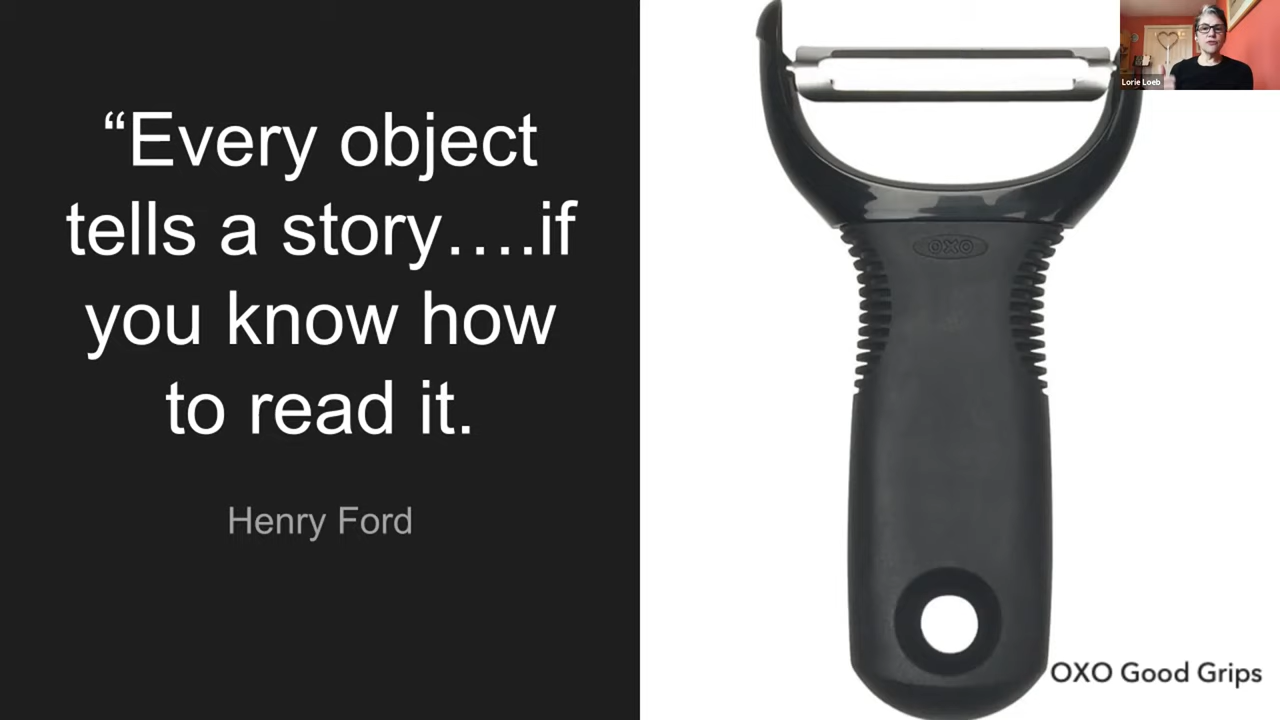 “Every object
tells a story….if
you know how
to read it.
Henry Ford
OXO
OXO Good Grips
Lorie Loeb